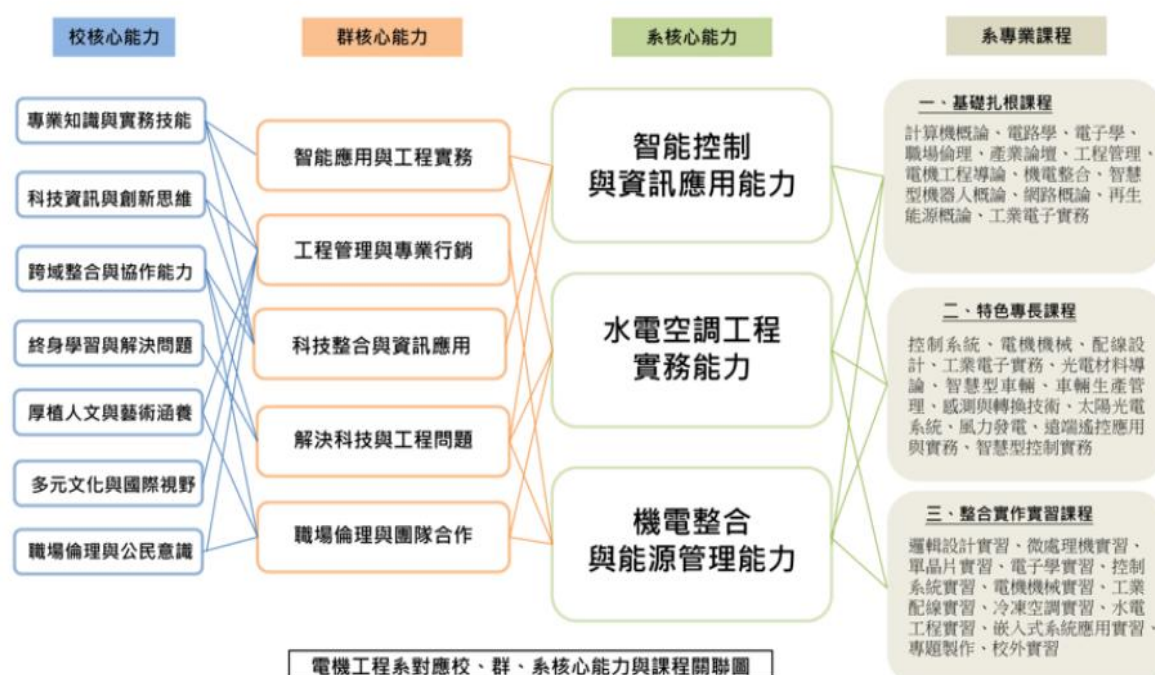 校核心能力
群核心能力
系核心能力
系專業課程
專業知識與實務技能
科技資訊與創新思維
跨域整合與協作能力
終身學習與解決問題
厚植人文與藝術涵養
多元文化與國際視野
職場倫理與公民意識
智能應用與工程實務
工程管理與專業行銷
科技整合與資訊應用
解決科技與工程問題
職場倫理與團隊合作
智能控制
與資訊應用能力
水電空調工程
實務能力
機電整合
與能源管理能力
一、基礎扎根課程
計算機概論、電路學、電子學、
職場倫理、產業論壇、工程管理、
電機工程導論、機電整合、智慧
型機器人概論、網路概論、再生
能源概論、工業電子實務
二、特色專長課程
控制系統、電機機械、配線設
計、工業電子實務、光電材料導
論、智慧型車輛、車輛生產管
理、感測與轉換技術、太陽光電
系統、風力發電、遠端遙控應用
與實務、智慧型控制實務
三、整合實作實習課程
邏輯設計實習、微處理機實習、
單晶片實習、電子學實習、控制
系統實習、電機機械實習、工業
配線實習、冷凍空調實習、水電
工程實習、嵌入式系統應用實習、
專題製作、校外實習
電機工程系對應校、群、系核心能力與課程關聯圖